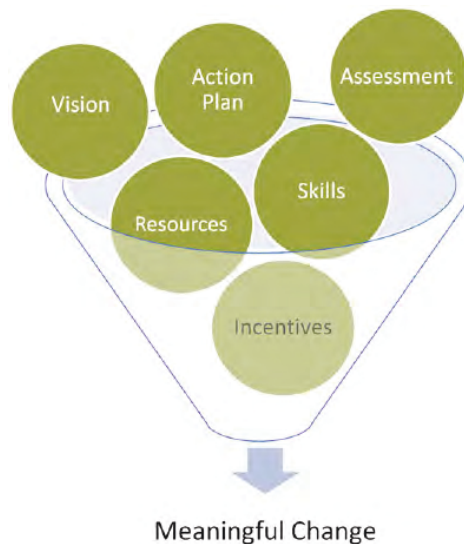 Vision
Action
Plan
Assessment
Resources
Skills
Incentives
Meaningful Change